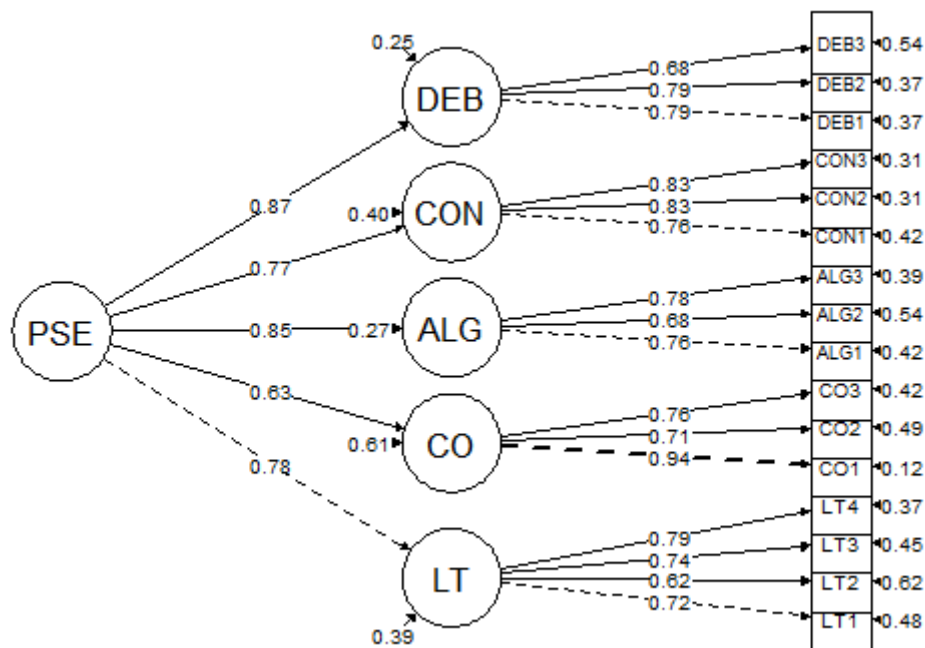 0.25
DEB
0.87
0.40
CON
0.77
PSE
0.85
0.27
ALG
0.63
0.61
CO
0.78
LT
0.39
0.68
0.79
0.79
0.83
0.83
0.76
0.78
0.68
0.76
0.76
0.71
0.94
0.79
0.74
0.62
0.72
DEB3 0.54
DEB2 0.37
DEB1 0.37
CON3 0.31
CON2 0.31
CON1 0.42
ALG3 0.39
ALG2 0.54
ALG1 0.42
CO3 0.42
CO2 0.49
CO1 0.12
LT4 0.37
LT3 0.45
LT2 0.62
LT1 0.48